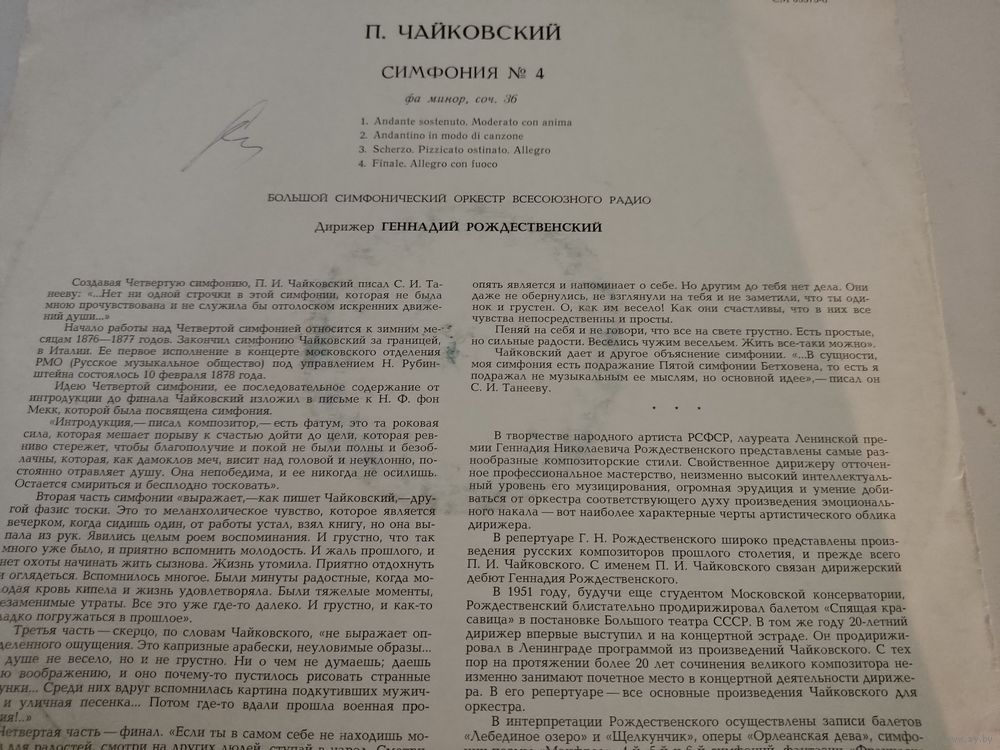 П. ЧАЙКОВСКИЙ
СИМФОНИЯ № 4
фа минор, соч. 36
1. Andante sostenuto. Moderato con anima
2. Andantino in modo di canzone
3. Scherzo. Pizzicato ostinato. Allegro
4. Finale. Allegro con fuoco
БОЛЬШОЙ СИМФОНИЧЕСКИЙ ОРКЕСТР ВСЕСОЮЗНОГО РАДИО
Дирижер ГЕННАДИЙ РОЖДЕСТВЕНСКИЙ
Создавая Четвертую симфонию, П. И. Чайковский писал С. И. Та-
нееву: «...Нет ни одной строчки в этой симфонии, которая не была
мною прочувствована и не служила бы отголоском искренних движе-
ний души...»
Начало работы над Четвертой симфонией относится к зимним ме-
сяцам 1876—1877 годов. Закончил симфонию Чайковский за границей,
в Италии. Ее первое исполнение в концерте московского отделения
РМО (Русское музыкальное общество) под управлением Н. Рубин-
штейна состоялось 10 февраля 1878 года.
Идею Четвертой симфонии, ее последовательное содержание от
интродукции до финала Чайковский изложил в письме к Н. Ф. фон
Мекк, которой была посвящена симфония.
«Интродукция,— писал композитор,— есть фатум, это та роковая
сила, которая мешает порыву к счастью дойти до цели, которая рев-
ниво стережет, чтобы благополучие и покой не были полны и безоб-
лачны, которая, как дамоклов меч, висит над головой и неуклонно, по-
стоянно отравляет душу. Она непобедима, и ее никогда не осилишь.
Остается смириться и бесплодно тосковать».
Вторая часть симфонии «выражает,—как пишет Чайковский,—дру-
гой фазис тоски. Это то меланхолическое чувство, которое является
вечерком, когда сидишь один, от работы устал, взял книгу, но она вы-
пала из рук. Явились целым роем воспоминания. И грустно, что так
много уже было, и приятно вспомнить молодость. И жаль прошлого, и
нет охоты начинать жить сызнова. Жизнь утомила. Приятно отдохнуть
и оглядеться. Вспомнилось многое. Были минуты радостные, когда мо-
лодая кровь кипела и жизнь удовлетворяла. Были тяжелые моменты,
незаменимые утраты. Все это уже где-то далеко. И грустно, и как-то
ладко погружаться в прошлое».
Третья часть — скерцо, по словам Чайковского, «не выражает оп-
деленного ощущения. Это капризные арабески, неуловимые образы...
душе не весело, но и не грустно. Ни о чем не думаешь; даешь
ю воображению, и оно почему-то пустилось рисовать странные
унки... Среди них вдруг вспомнилась картина подкутивших мужич-
и уличная песенка... Потом где-то вдали прошла военная про-
ия!..»
Четвертая часть — финал. «Если ты в самом себе не находишь мо-
для радостей, смотри на других людей, ступай в народ. Смотри,
опять является и напоминает о себе. Но другим до тебя нет дела. Они
даже не обернулись, не взглянули на тебя и не заметили, что ты оди-
нок и грустен. О, как им весело! Как они счастливы, что в них все
чувства непосредственны и просты.
Пеняй на себя и не говори, что все на свете грустно. Есть простые,
но сильные радости. Веселись чужим весельем. Жить все-таки можно».
Чайковский дает и другое объяснение симфонии. «...В сущности,
моя симфония есть подражание Пятой симфонии Бетховена, то есть я
подражал не музыкальным ее мыслям, но основной идее»,— писал он
С. И. Танееву.
· · ·
В творчестве народного артиста РСФСР, лауреата Ленинской пре-
мии Геннадия Николаевича Рождественского представлены самые раз-
нообразные композиторские стили. Свойственное дирижеру отточен-
ное профессиональное мастерство, неизменно высокий интеллектуаль-
ный уровень его музицирования, огромная эрудиция и умение доби-
ваться от оркестра соответствующего духу произведения эмоциональ-
ного накала — вот наиболее характерные черты артистического облика
дирижера.
В репертуаре Г. Н. Рождественского широко представлены произ-
ведения русских композиторов прошлого столетия, и прежде всего
П. И. Чайковского. С именем П. И. Чайковского связан дирижерский
дебют Геннадия Рождественского.
В 1951 году, будучи еще студентом Московской консерватории,
Рождественский блистательно продирижировал балетом «Спящая кра-
савица» в постановке Большого театра СССР. В том же году 20-летний
дирижер впервые выступил и на концертной эстраде. Он продирижи-
ровал в Ленинграде программой из произведений Чайковского. С тех
пор на протяжении более 20 лет сочинения великого композитора не-
изменно занимают почетное место в концертной деятельности дириже-
ра. В его репертуаре — все основные произведения Чайковского для
оркестра.
В интерпретации Рождественского осуществлены записи балетов
«Лебединое озеро» и «Щелкунчик», оперы «Орлеанская дева», симфо-